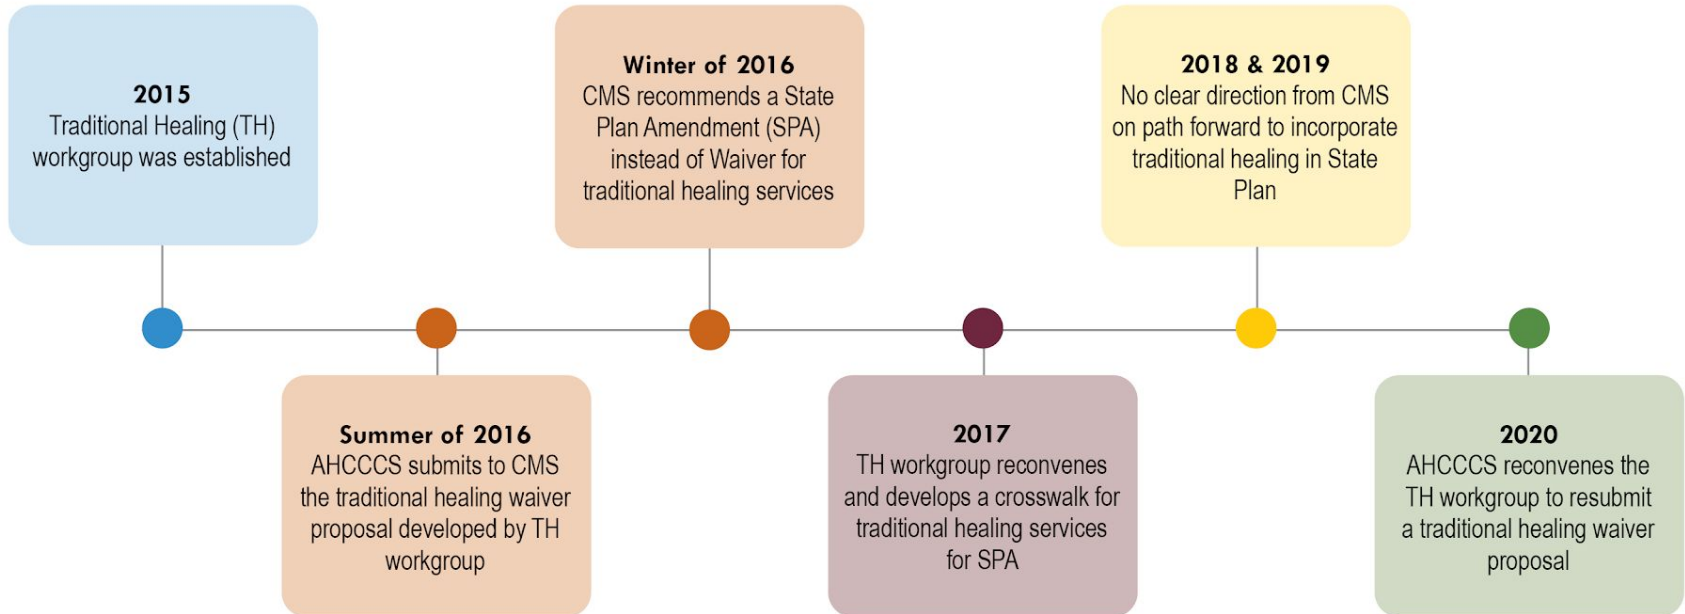 2015
Traditional Healing (TH)
workgroup was established
Summer of 2016
AHCCCS submits to CMS
the traditional healing waiver
proposal developed by TH
workgroup
Winter of 2016
CMS recommends a State
Plan Amendment (SPA)
instead of Waiver for
traditional healing services
2017
TH workgroup reconvenes
and develops a crosswalk for
traditional healing services
for SPA
2018 & 2019
No clear direction from CMS
on path forward to incorporate
traditional healing in State
Plan
2020
AHCCCS reconvenes the
TH workgroup to resubmit
a traditional healing waiver
proposal